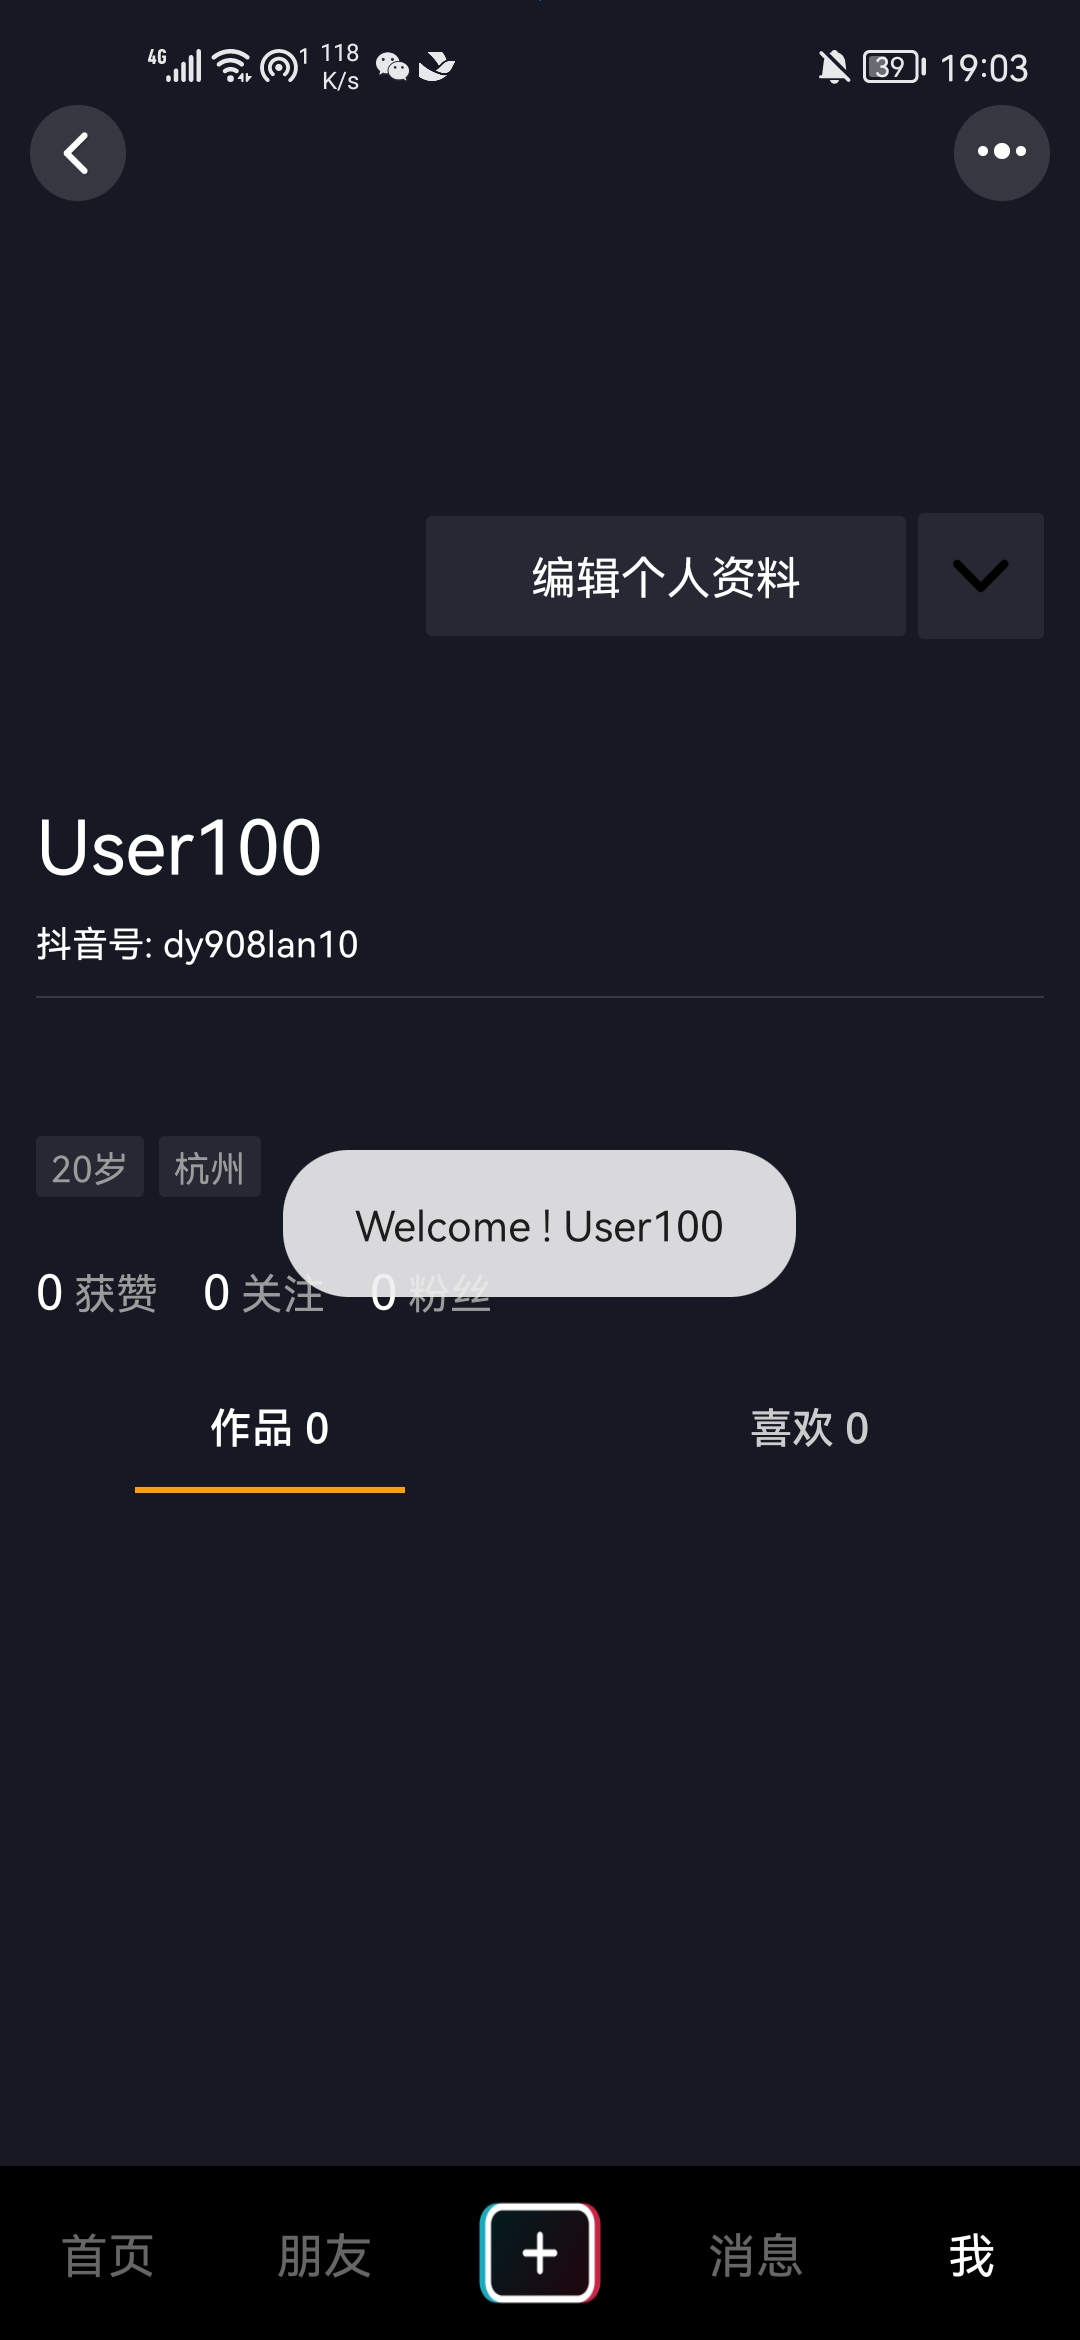 4G 1 118 K/s 39 19:03
编辑个人资料
User100
抖音号: dy908lan10
20岁 杭州
Welcome ! User100
0 获赞 0 关注 0 粉丝
作品 0 喜欢 0
首页 朋友 消息 我